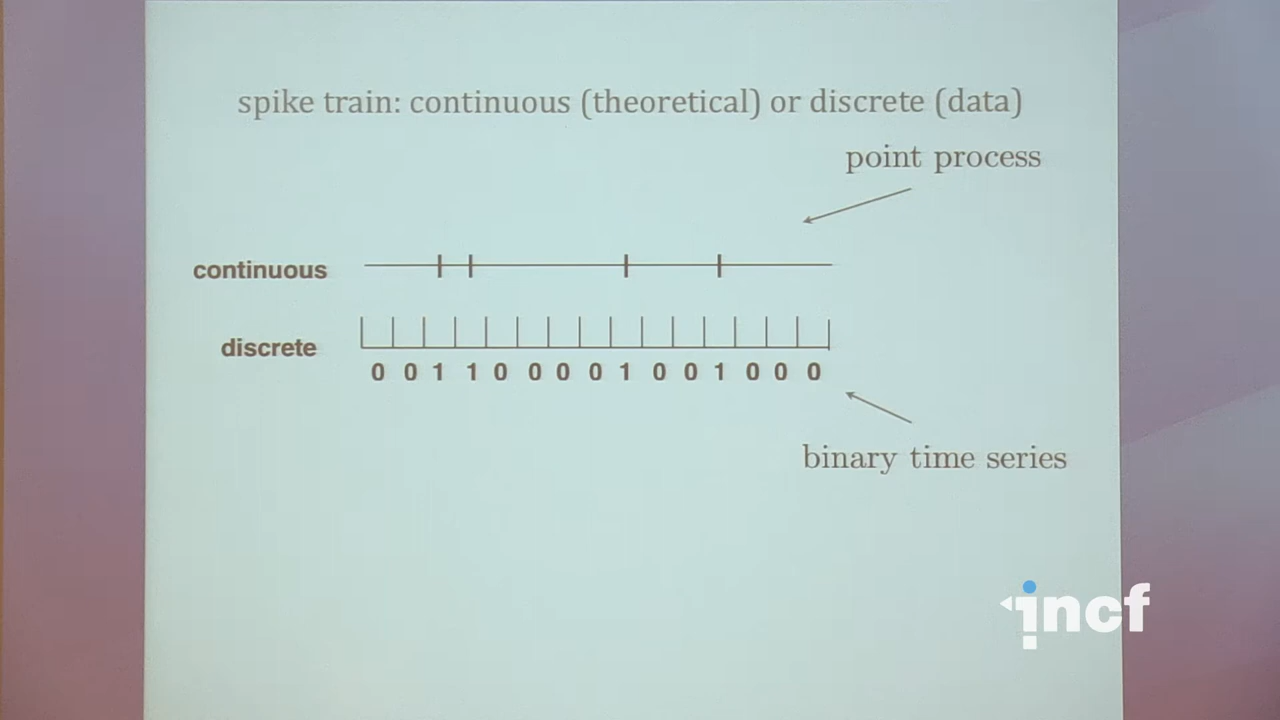 spike train: continuous (theoretical) or discrete (data)
point process
continuous
discrete
0 0 1 1 0 0 0 0 1 0 0 1 0 0 0
binary time series
incf